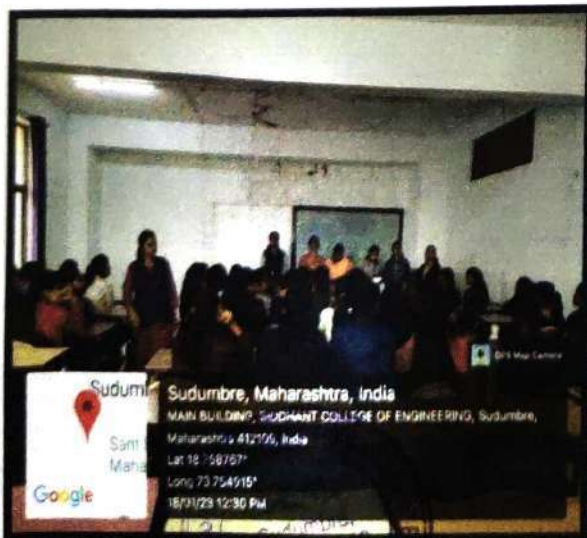 GPS Map Camera
Sudumbre, Maharashtra, India
MAIN BUILDING, SIDDHANT COLLEGE OF ENGINEERING, Sudumbre,
Maharashtra 412109, India
Long 73.754915°
18/01/23 12:30 PM
Google